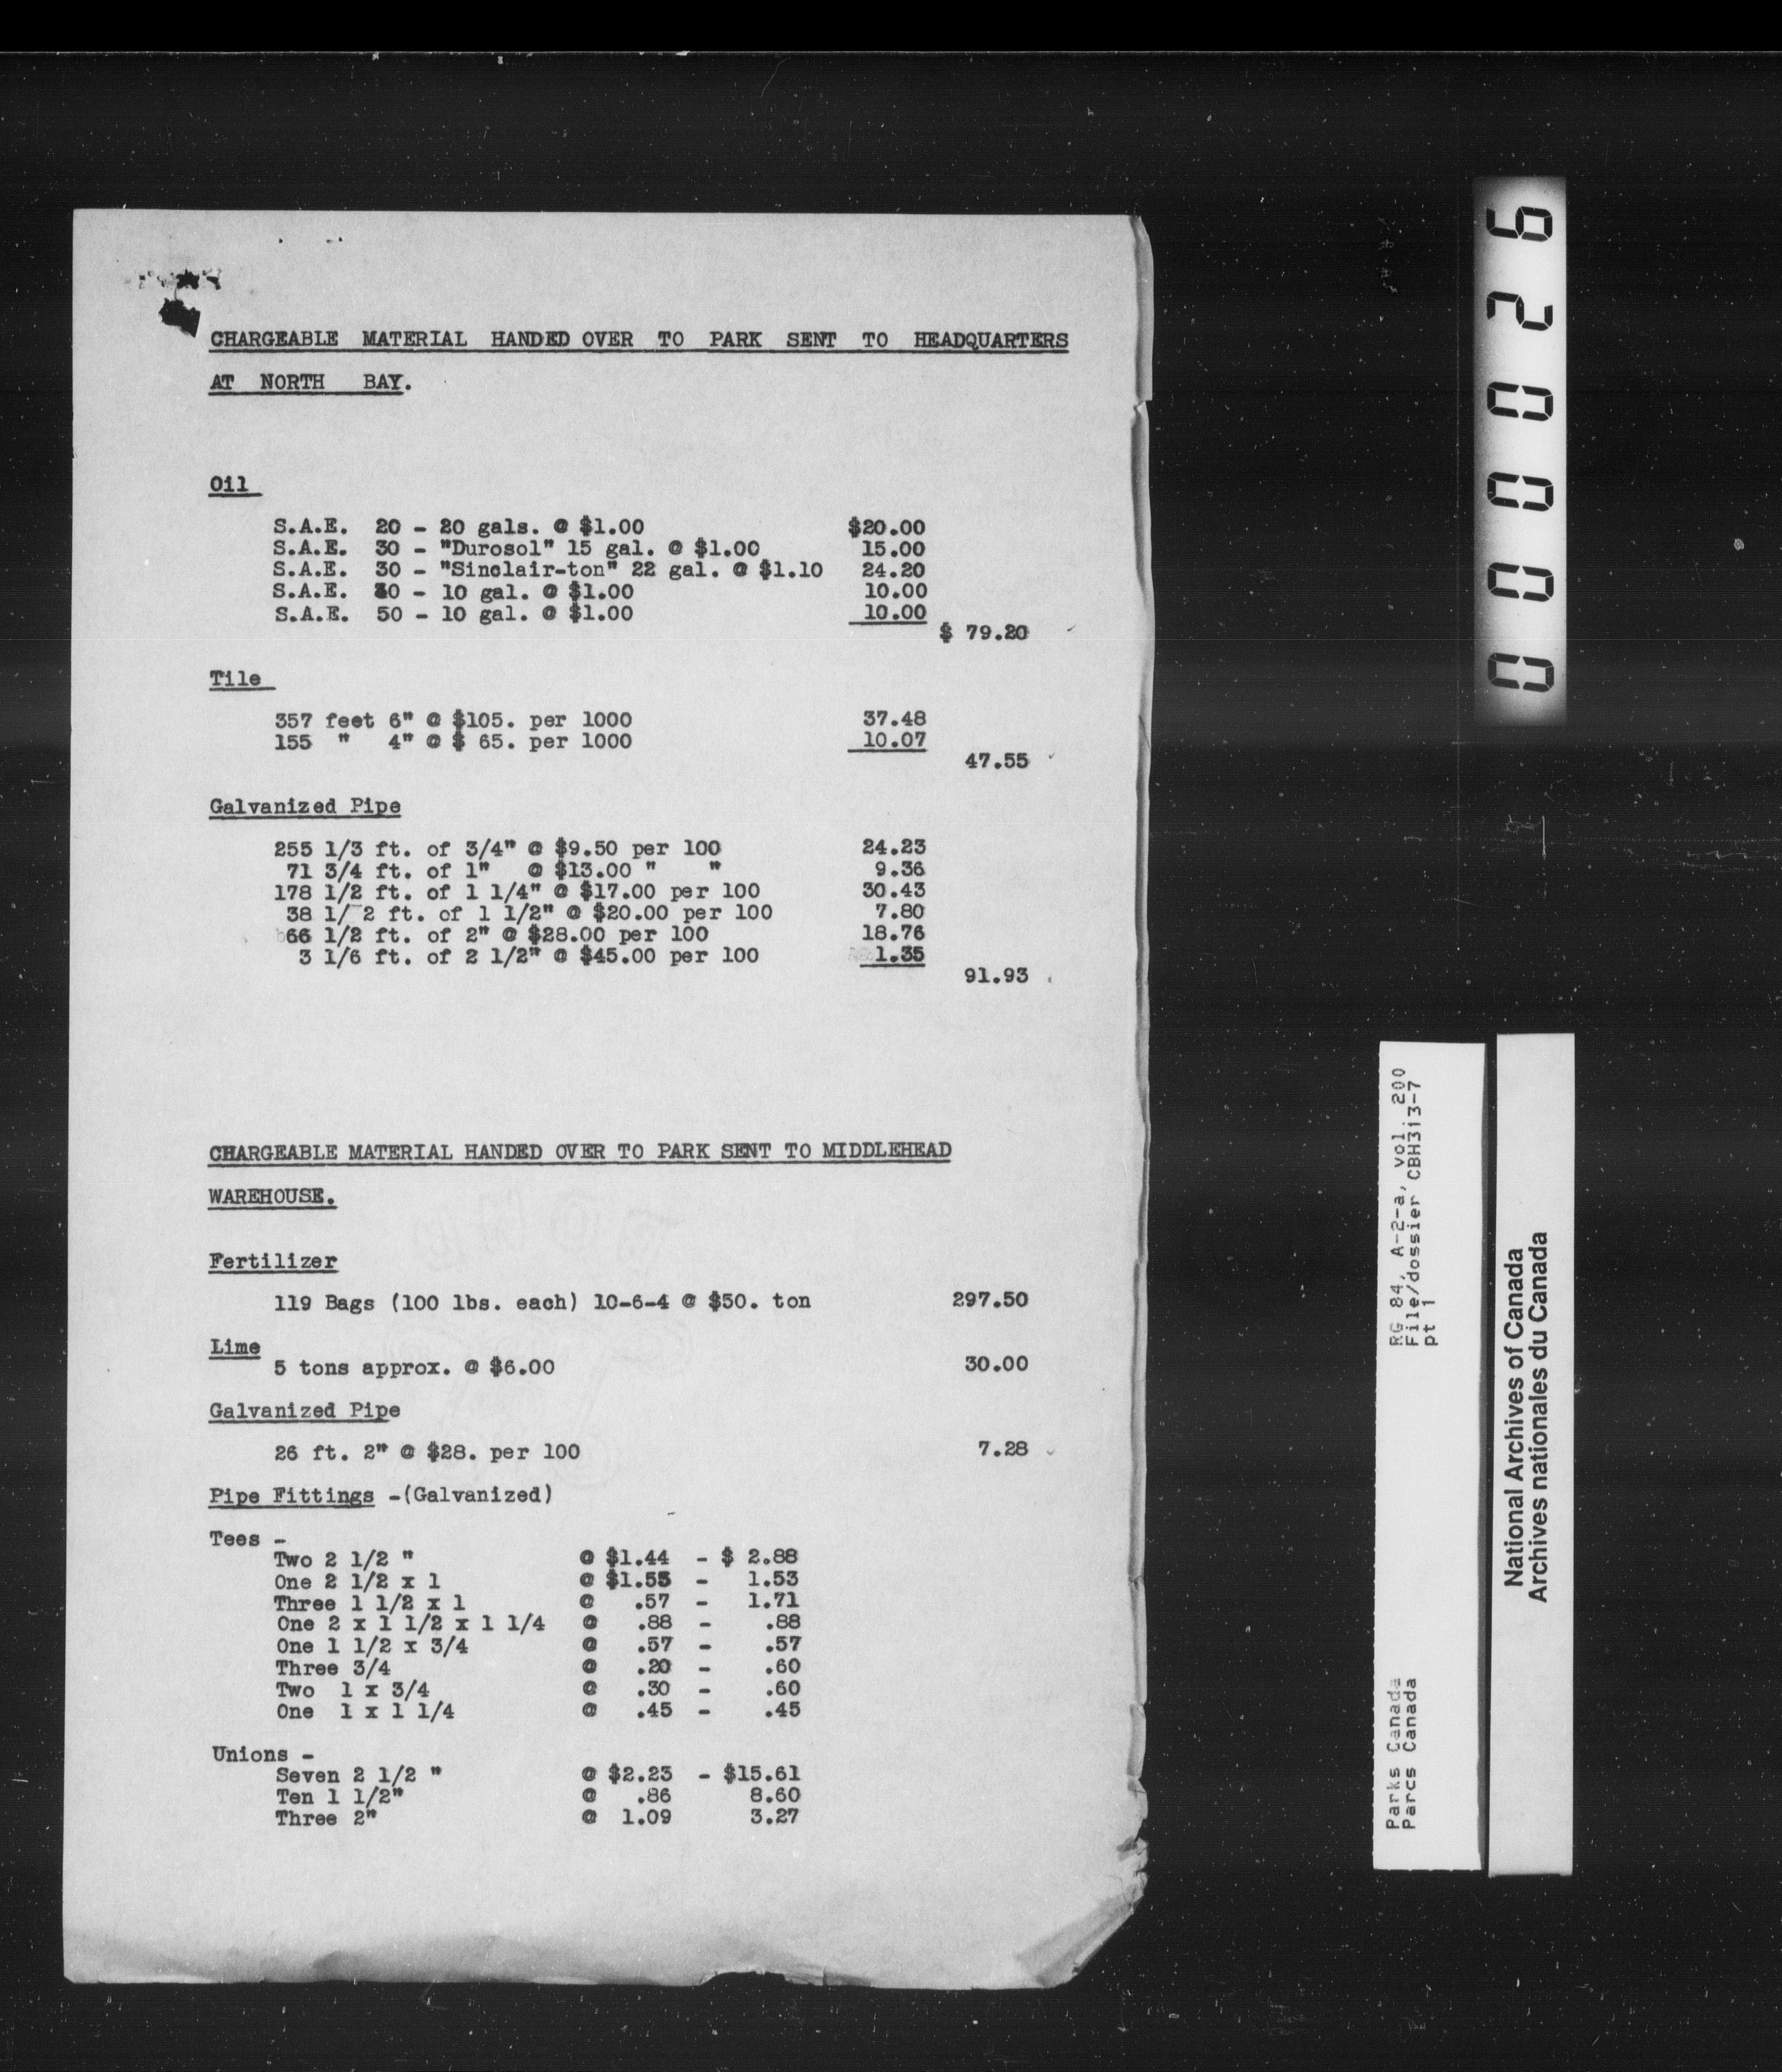 CHARGEABLE MATERIAL HANDED OVER TO PARK SENT TO HEADQUARTERS
AT NORTH BAY.
Oil
S.A.E. 20 - 20 gals. @ $1.00 $20.00
S.A.E. 30 - "Durosol" 15 gal. @ $1.00 15.00
S.A.E. 30 - "Sinclair-ton" 22 gal. @ $1.10 24.20
S.A.E. - 10 gal. @ $1.00 10.00
S.A.E. 50 - 10 gal. @ $1.00 10.00
$ 79.20
Tile
357 feet 6" @ $105. per 1000 37.48
155 " 4" @ $ 65. per 1000 10.07
47.55
Galvanized Pipe
255 1/3 ft. of 3/4" @ $9.50 per 100 24.23
71 3/4 ft. of 1" @ $13.00 " " 9.36
178 1/2 ft. of 1 1/4" @ $17.00 per 100 30.43
38 1/ 2 ft. of 1 1/2" @ $20.00 per 100 7.80
66 1/2 ft. of 2" @ $28.00 per 100 18.76
3 1/6 ft. of 2 1/2" @ $45.00 per 100 1.35
91.93
CHARGEABLE MATERIAL HANDED OVER TO PARK SENT TO MIDDLEHEAD
WAREHOUSE.
Fertilizer
119 Bags (100 lbs. each) 10-6-4 @ $50. ton 297.50
Lime
5 tons approx. @ $6.00 30.00
Galvanized Pipe
26 ft. 2" @ $28. per 100 7.28
Pipe Fittings -(Galvanized)
Tees -
Two 2 1/2 " @ $1.44 - $ 2.88
One 2 1/2 x 1 @ $1.53 - 1.53
Three 1 1/2 x 1 @ .57 - 1.71
One 2 x 1 1/2 x 1 1/4 @ .88 - .88
One 1 1/2 x 3/4 @ .57 - .57
Three 3/4 @ .20 - .60
Two 1 x 3/4 @ .30 - .60
One 1 x 1 1/4 @ .45 - .45
Unions -
Seven 2 1/2 " @ $2.23 - $15.61
Ten 1 1/2" @ .86 8.60
Three 2" @ 1.09 3.27
000026
RG 84, A-2-a, vol. 200
File/dossier CBH313-7
pt 1
Parks Canada
Parcs Canada
National Archives of Canada
Archives nationales du Canada